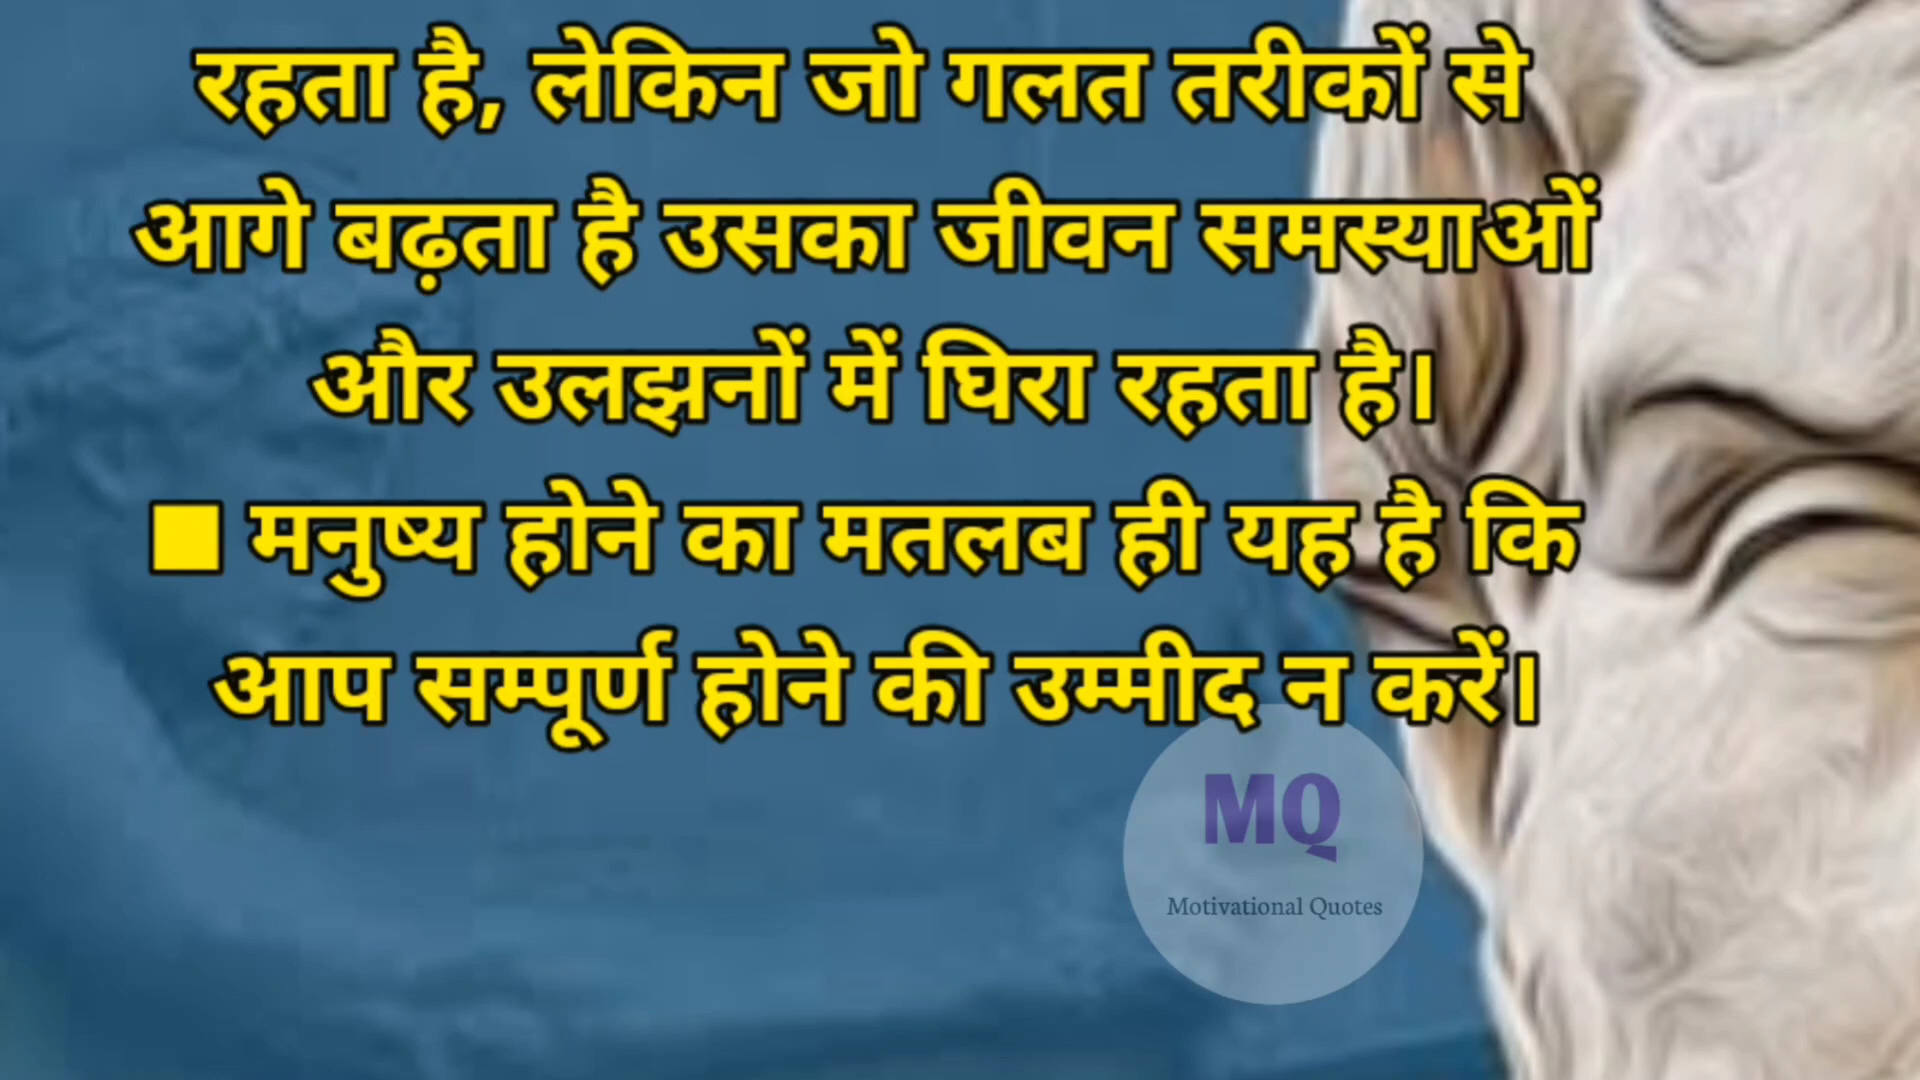 रहता है, लेकिन जो गलत तरीकों से
आगे बढ़ता है उसका जीवन समस्याओं
और उलझनों में घिरा रहता है।
■ मनुष्य होने का मतलब ही यह है कि
आप सम्पूर्ण होने की उम्मीद न करें।
MQ
Motivational Quotes